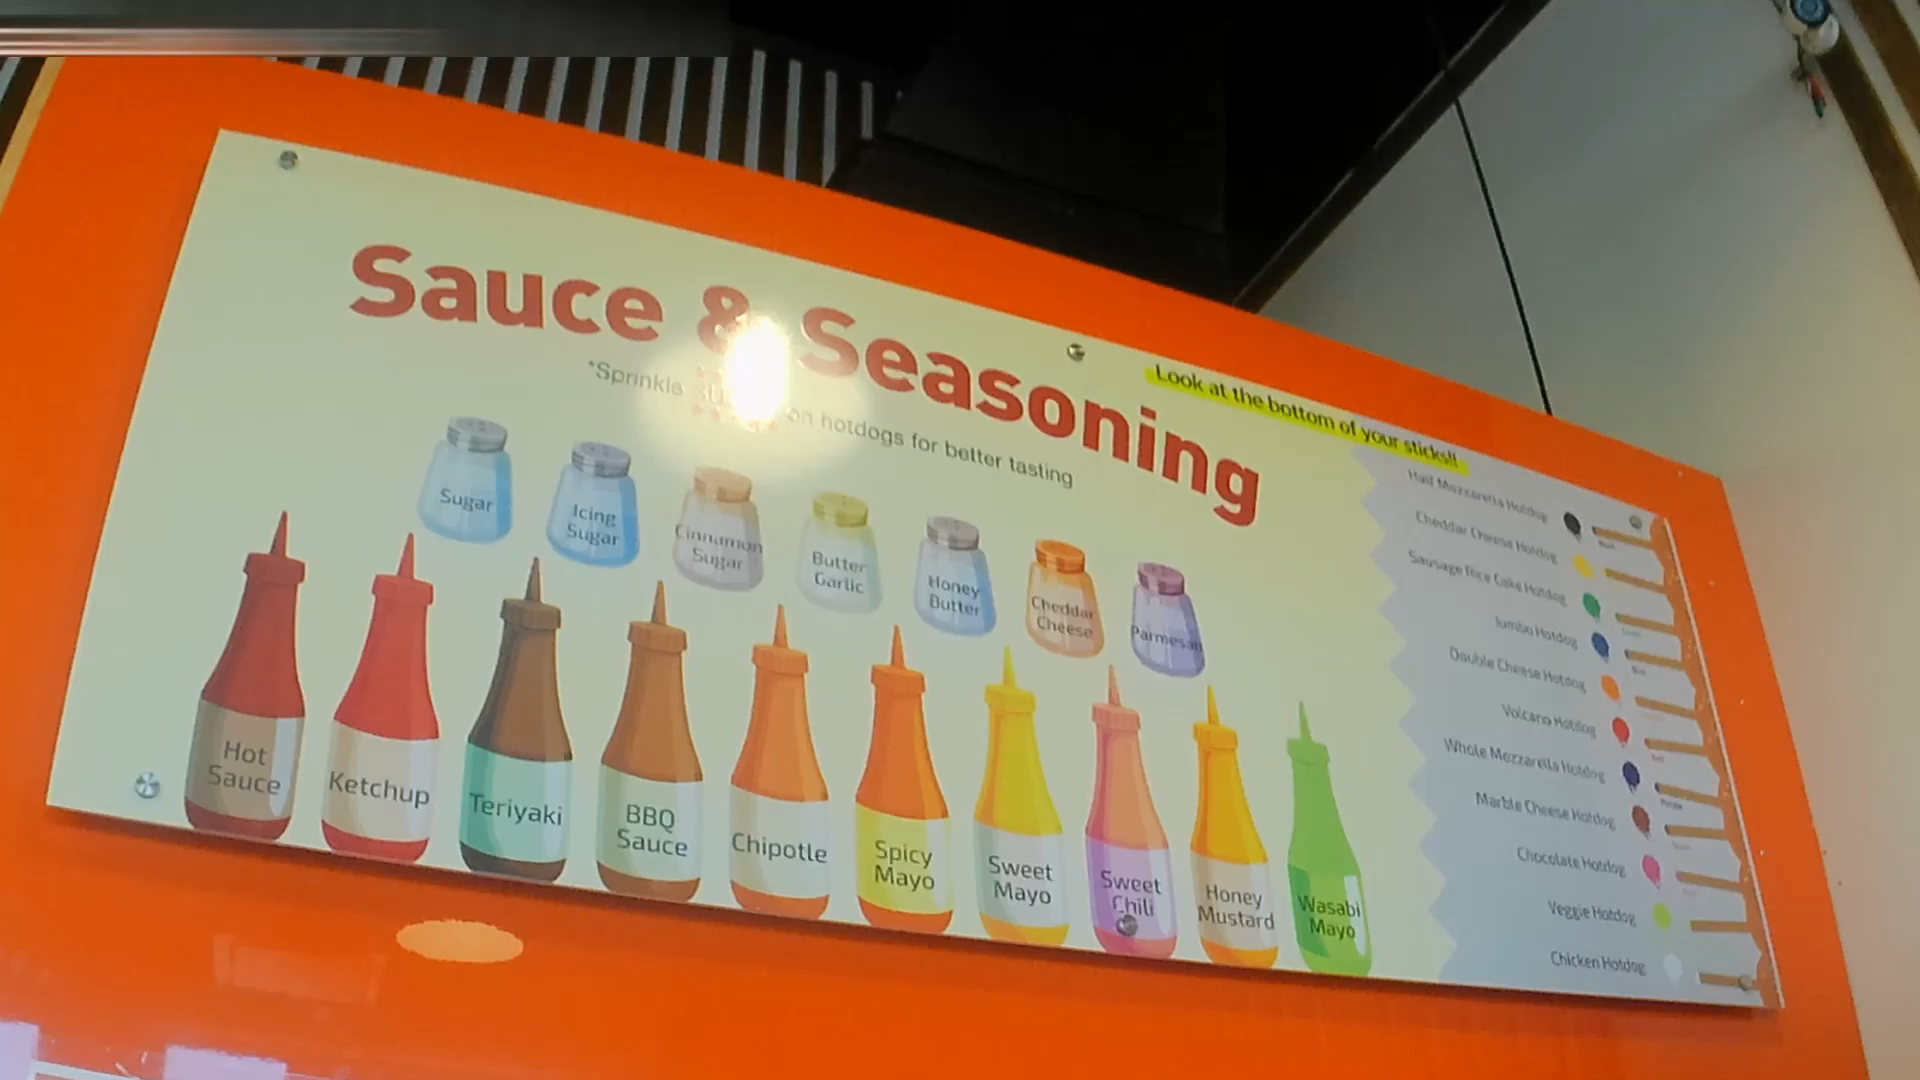 Sauce & Seasoning
*Sprinkle
on hotdogs for better tasting
Look at the bottom of your sticks!!
Sugar
Icing
Sugar
Cinnamon
Sugar
Butter
Garlic
Honey
Butter
Cheddar
Cheese
Parmesan
Hot
Sauce
Ketchup
Teriyaki
BBQ
Sauce
Chipotle
Spicy
Mayo
Sweet
Mayo
Sweet
Chili
Honey
Mustard
Wasabi
Mayo
Half Mozzarella Hotdog
Cheddar Cheese Hotdog
Sausage Rice Cake Hotdog
Jumbo Hotdog
Double Cheese Hotdog
Volcano Hotdog
Whole Mozzarella Hotdog
Marble Cheese Hotdog
Chocolate Hotdog
Veggie Hotdog
Chicken Hotdog